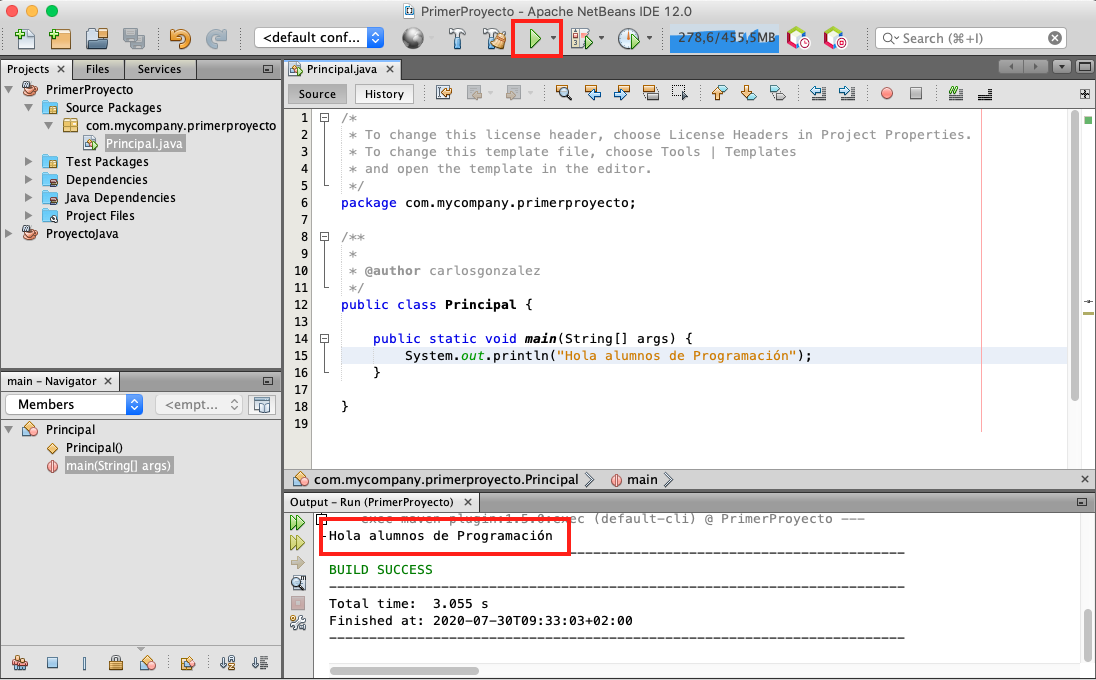 PrimerProyecto - Apache NetBeans IDE 12.0
<default conf...
278,6/455,5MB
Search (⌘+I)
Projects
Files
Services
PrimerProyecto
Source Packages
com.mycompany.primerproyecto
Principal.java
Test Packages
Dependencies
Java Dependencies
Project Files
ProyectoJava
main – Navigator
Members
<empt...
Principal
Principal()
main(String[] args)
Principal.java
Source
History
1 /*
2 * To change this license header, choose License Headers in Project Properties.
3 * To change this template file, choose Tools | Templates
4 * and open the template in the editor.
5 */
6 package com.mycompany.primerproyecto;
7
8 /**
9 *
10 * @author carlosgonzalez
11 */
12 public class Principal {
13
14 public static void main(String[] args) {
15 System.out.println("Hola alumnos de Programación");
16 }
17
18 }
19
com.mycompany.primerproyecto.Principal
main
Output – Run (PrimerProyecto)
exec-maven-plugin:1.5.0:exec (default-cli) @ PrimerProyecto ---
Hola alumnos de Programación
------------------------------------------------------------------------
BUILD SUCCESS
------------------------------------------------------------------------
Total time:  3.055 s
Finished at: 2020-07-30T09:33:03+02:00
------------------------------------------------------------------------